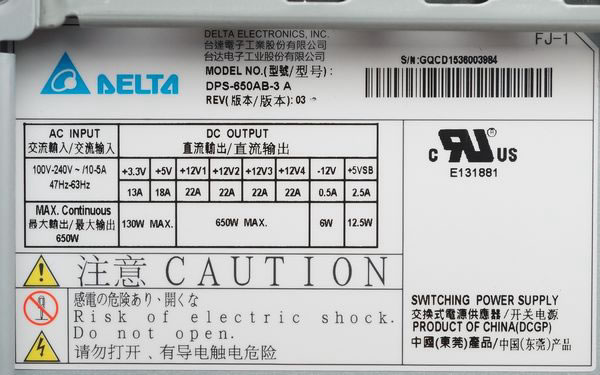 DELTA ELECTRONICS, INC.
台達電子工業股份有限公司
台达电子工业股份有限公司
MODEL NO.(型號/型号):
DPS-650AB-3 A
REV(版本/版本): 03
DELTA
FJ-1
S/N:GQCD1536003984
AC INPUT
交流輸入/交流输入
DC OUTPUT
直流輸出/直流输出
100V-240V ~ /10-5A
47Hz-63Hz
+3.3V +5V +12V1 +12V2 +12V3 +12V4 -12V +5VSB
13A 18A 22A 22A 22A 22A 0.5A 2.5A
MAX. Continuous
最大輸出/最大输出
650W
130W MAX. 650W MAX. 6W 12.5W
c RU US
E131881
注意 CAUTION
感電の危険あり、開くな
Risk of electric shock.
Do not open.
请勿打开、有导电触电危险
SWITCHING POWER SUPPLY
交換式電源供應器/开关电源
PRODUCT OF CHINA(DCGP)
中國(東莞)產品/中国(东莞)产品